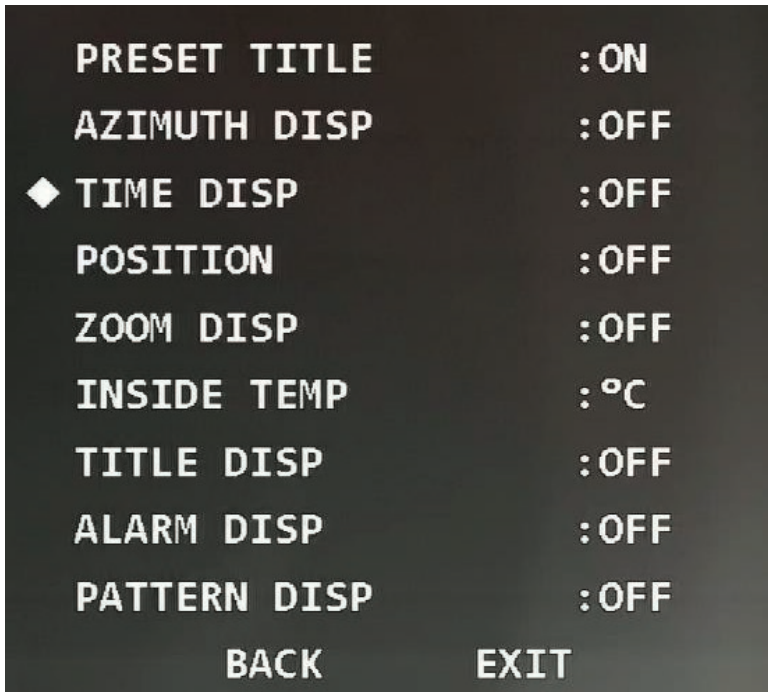 PRESET TITLE :ON
AZIMUTH DISP :OFF
TIME DISP :OFF
POSITION :OFF
ZOOM DISP :OFF
INSIDE TEMP :ºC
TITLE DISP :OFF
ALARM DISP :OFF
PATTERN DISP :OFF
BACK EXIT